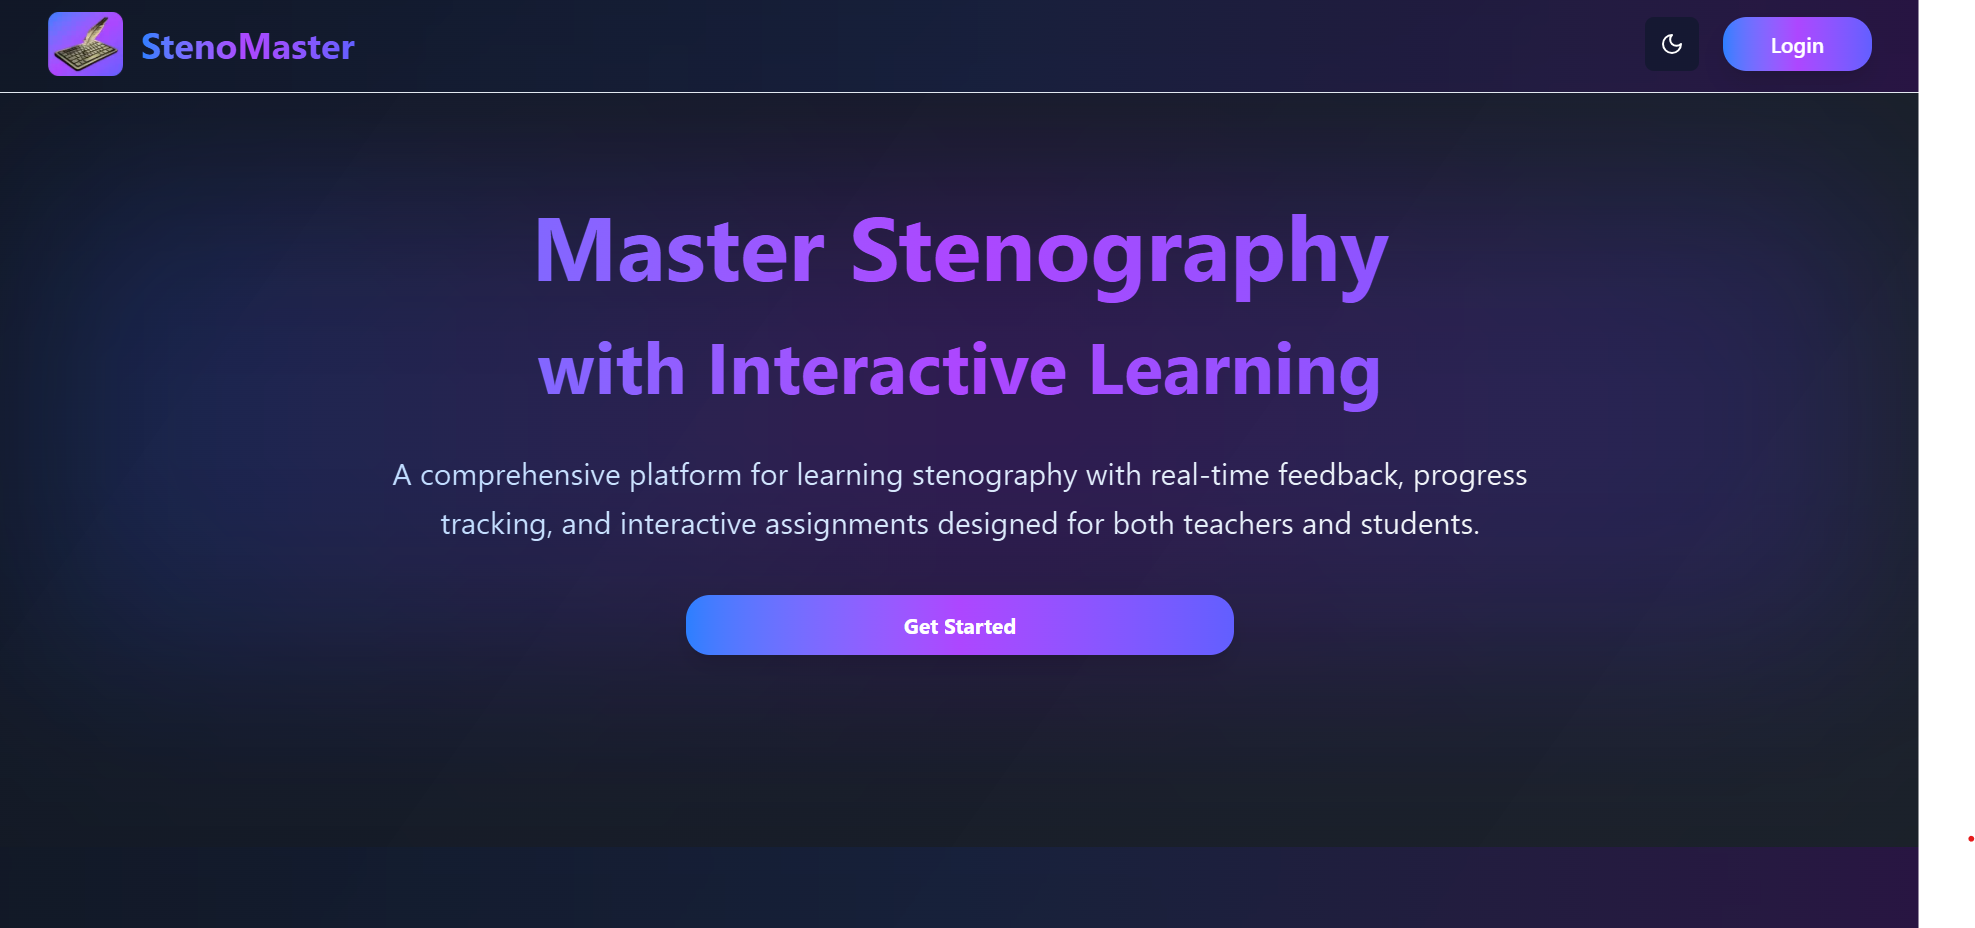 StenoMaster
Login
Master Stenography
with Interactive Learning
A comprehensive platform for learning stenography with real-time feedback, progress
tracking, and interactive assignments designed for both teachers and students.
Get Started